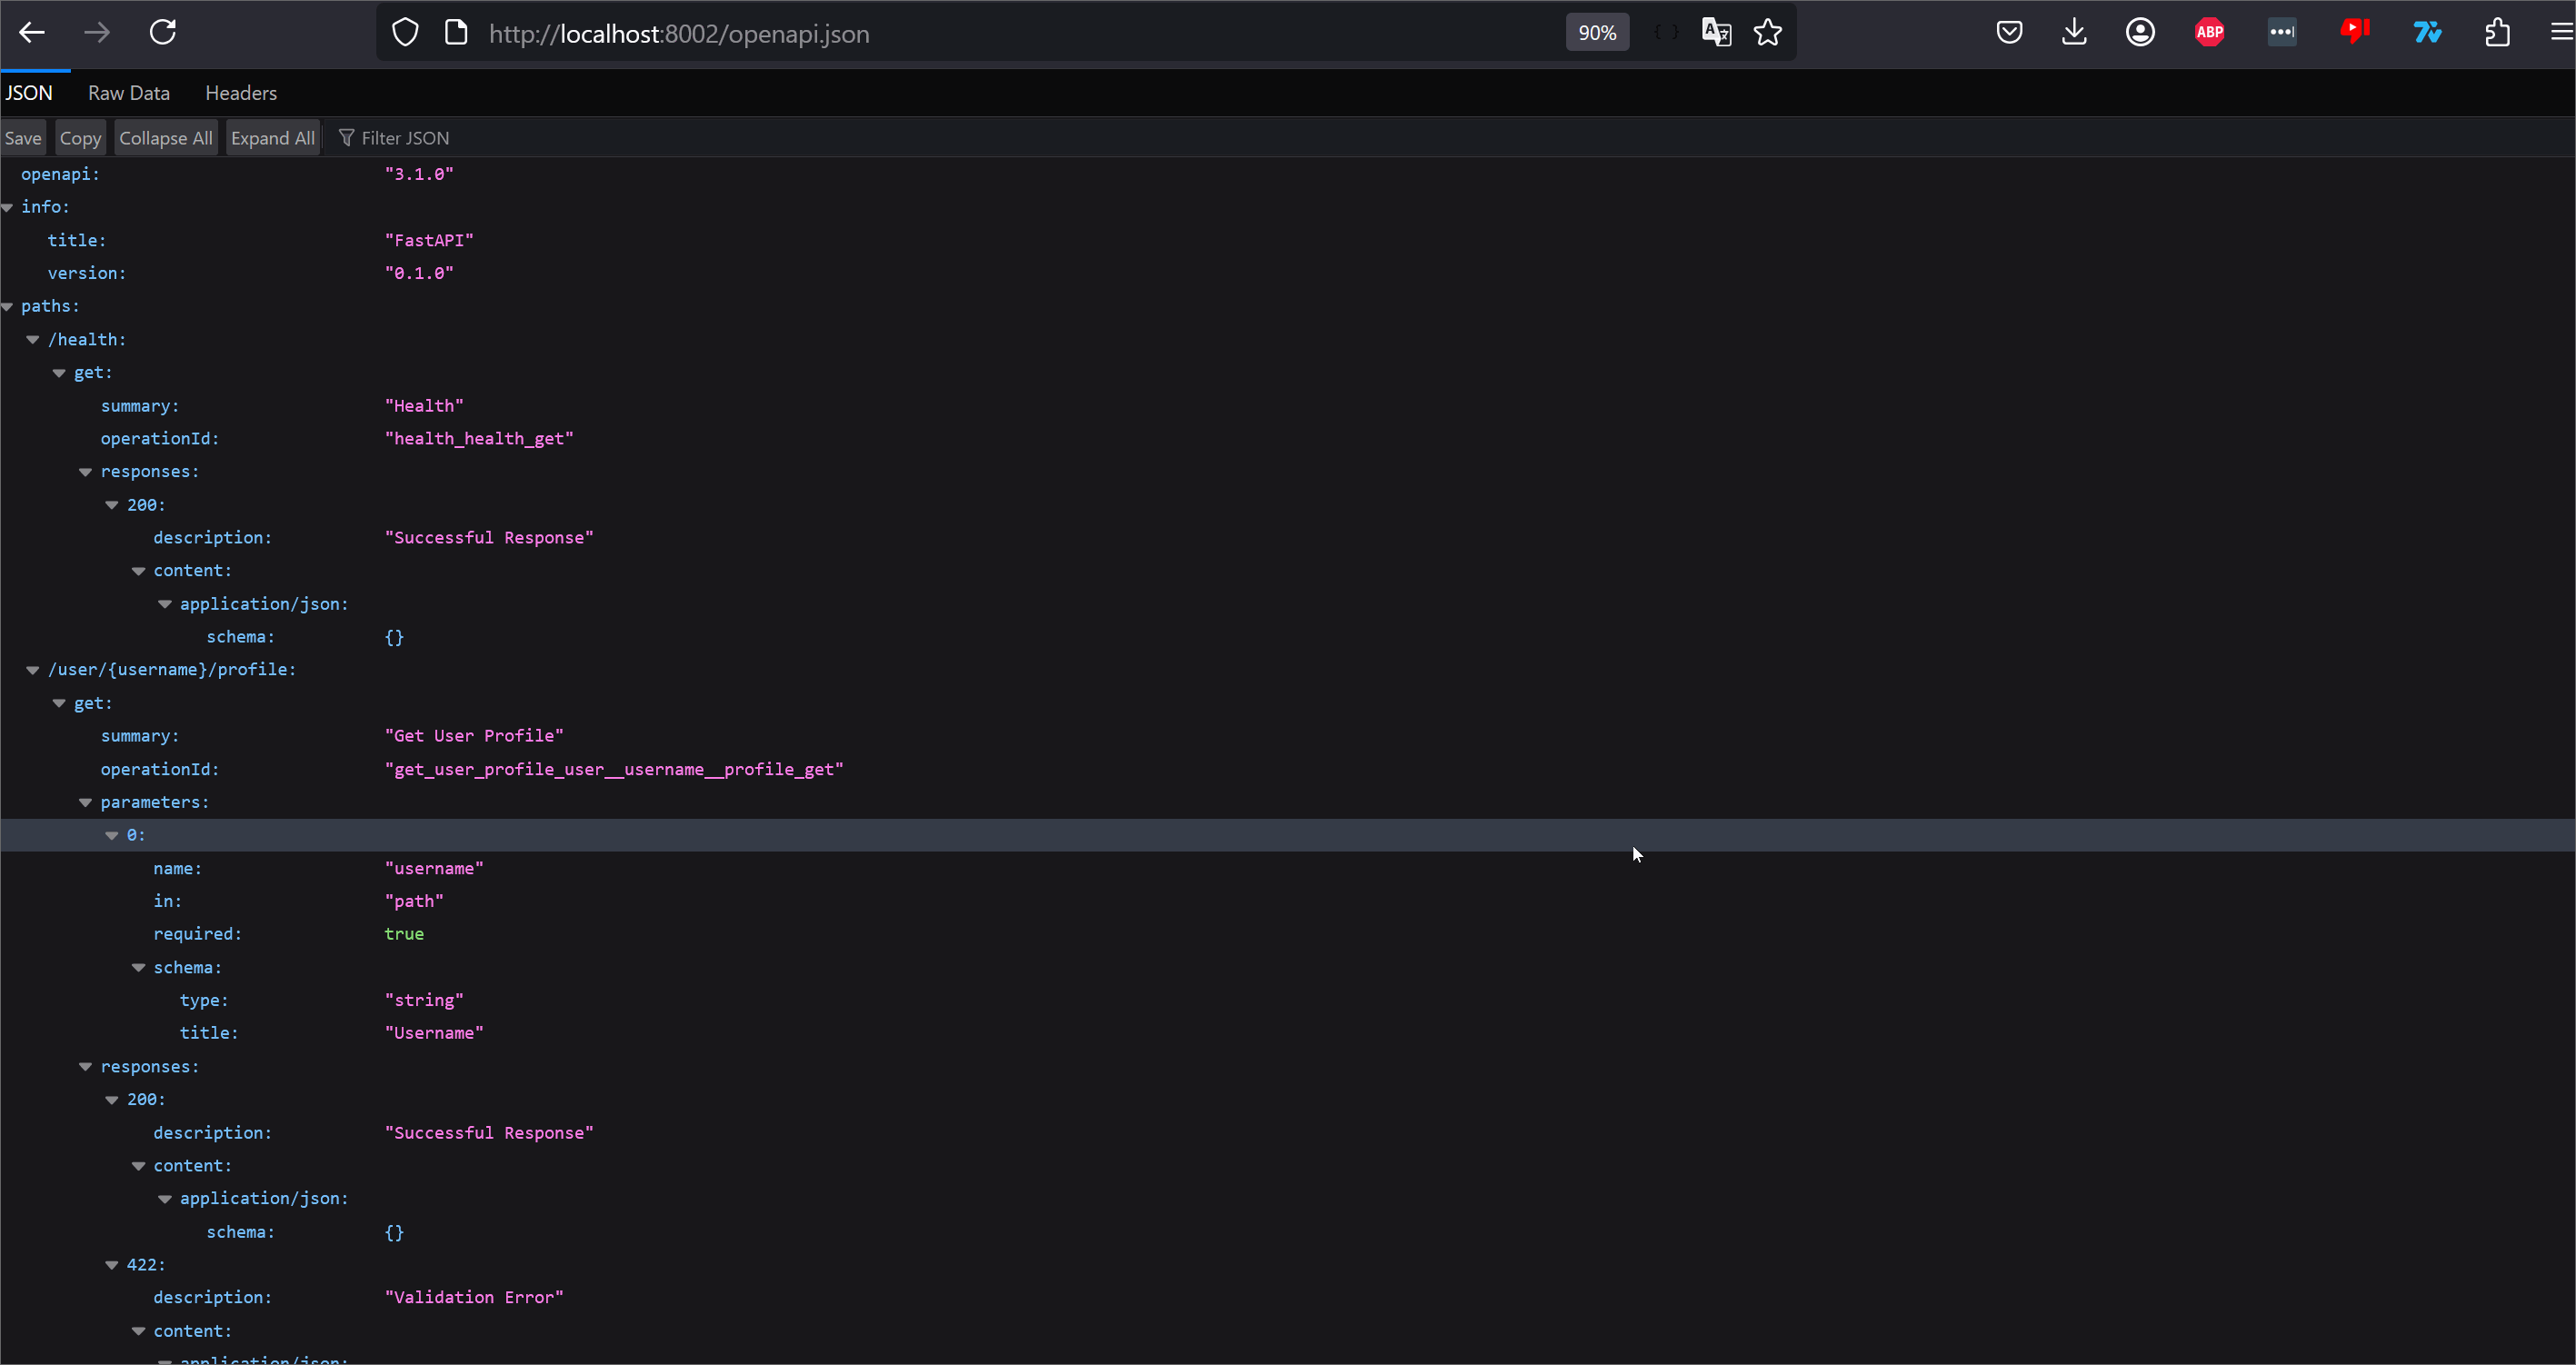 http://localhost:8002/openapi.json 90% ABP
JSON Raw Data Headers
Save Copy Collapse All Expand All Filter JSON
openapi: "3.1.0"
info:
title: "FastAPI"
version: "0.1.0"
paths:
/health:
get:
summary: "Health"
operationId: "health_health_get"
responses:
200:
description: "Successful Response"
content:
application/json:
schema: {}
/user/{username}/profile:
get:
summary: "Get User Profile"
operationId: "get_user_profile_user__username__profile_get"
parameters:
0:
name: "username"
in: "path"
required: true
schema:
type: "string"
title: "Username"
responses:
200:
description: "Successful Response"
content:
application/json:
schema: {}
422:
description: "Validation Error"
content:
application/json: